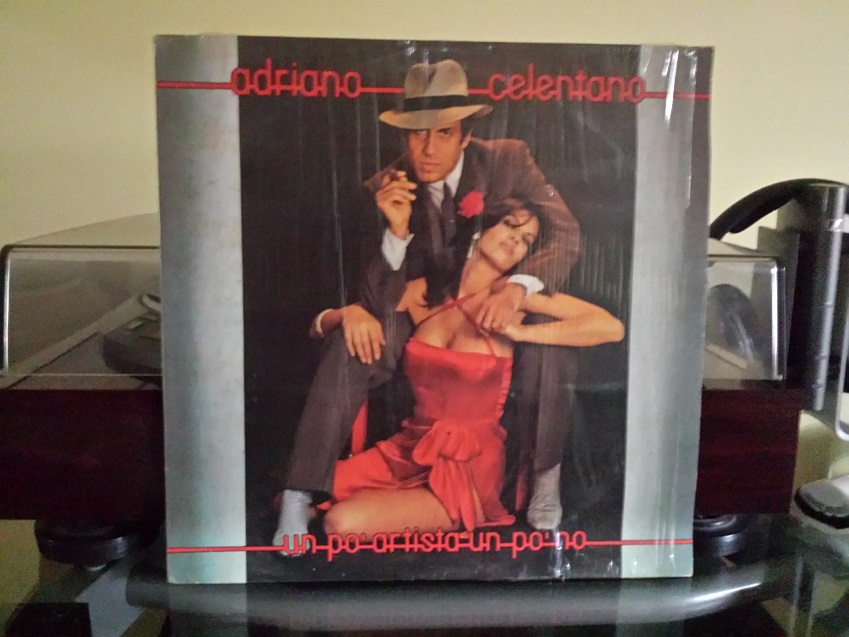 adriano celentano
un po' artista-un po' no